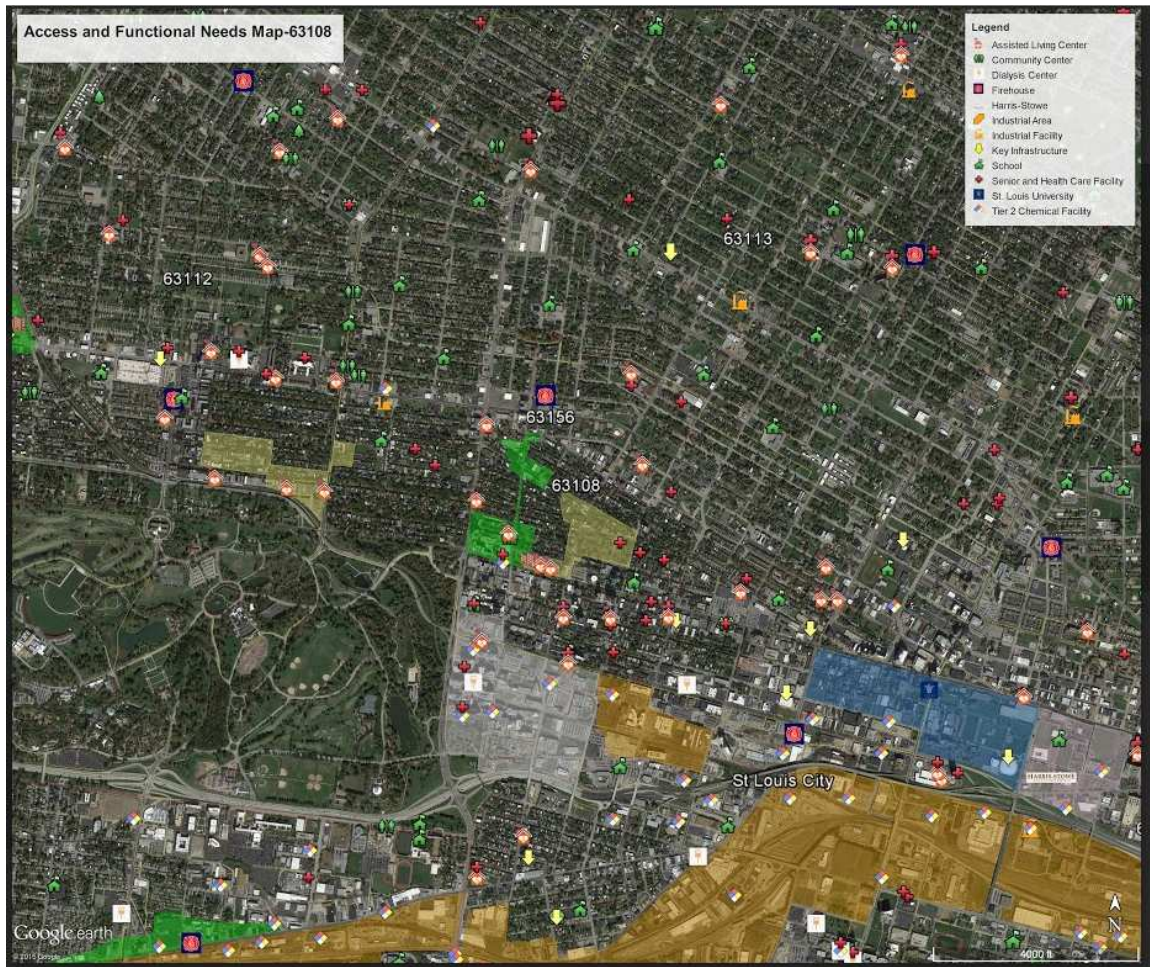 Access and Functional Needs Map-63108
Legend
Assisted Living Center
Community Center
Dialysis Center
Firehouse
Harris-Stowe
Industrial Area
Industrial Facility
Key Infrastructure
School
Senior and Health Care Facility
St. Louis University
Tier 2 Chemical Facility
63113
63112
63156
63108
St Louis City
HARRIS-STOWE
Google earth
© 2015 Google
N
4000 ft